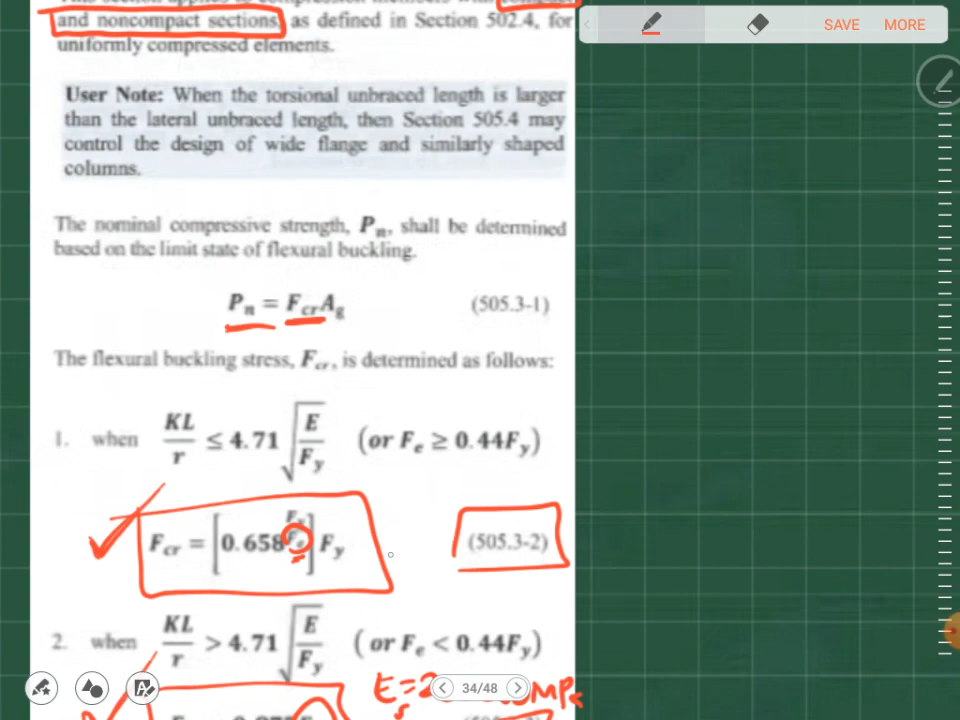 and noncompact sections, as defined in Section 502.4, for
uniformly compressed elements.
SAVE MORE
User Note: When the torsional unbraced length is larger
than the lateral unbraced length, then Section 505.4 may
control the design of wide flange and similarly shaped
columns.
The nominal compressive strength, Pn, shall be determined
based on the limit state of flexural buckling.
Pn = FcrAg (505.3-1)
The flexural buckling stress, Fcr, is determined as follows:
1. when KL/r ≤ 4.71 √(E/Fy) (or Fe ≥ 0.44Fy)
Fcr = [0.658^(Fy/Fe)] Fy (505.3-2)
2. when KL/r > 4.71 √(E/Fy) (or Fe < 0.44Fy)
34/48